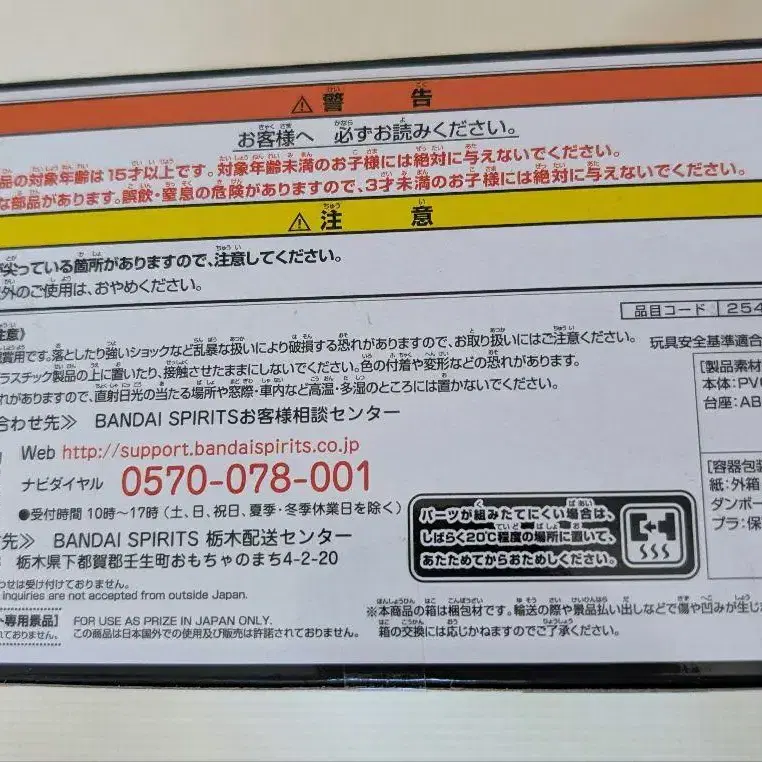 ⚠警告
お客様へ 必ずお読みください。
品の対象年齢は15才以上です。対象年齢未満のお子様には絶対に与えないでください。
な部品があります。誤飲・窒息の危険がありますので、3才未満のお子様には絶対に与えないでください。
⚠注意
が尖っている箇所がありますので、注意してください。
以外のご使用は、おやめください。
品目コード 254
注意》
鑑賞用です。落としたり強いショックなど乱暴な扱いにより破損する恐れがありますので、お取り扱いにはご注意ください。
ラスチック製品の上に置いたり、接触させたままにしないでください。色の付着や変形などの恐れがあります。
れがありますので、直射日光の当たる場所や窓際・車内など高温・多湿のところには置かないでください。
玩具安全基準適合
[製品素材
本体:PV
台座:AB
合わせ先≫ BANDAI SPIRITSお客様相談センター
Web http://support.bandaispirits.co.jp
ナビダイヤル 0570-078-001
●受付時間 10時~17時(土、日、祝日、夏季・冬季休業日を除く)
先≫ BANDAI SPIRITS 栃木配送センター
栃木県下都賀郡壬生町おもちゃのまち4-2-20
パーツが組みたてにくい場合は、
しばらく20℃程度の場所に置いて、
あたためてからおためしください。
[容器包装
紙:外箱
ダンボー
プラ:保
わせは受け付けておりません。
inquiries are not accepted from outside Japan.
ト専用景品] FOR USE AS PRIZE IN JAPAN ONLY.
れておりません。 この商品は日本国外での使用及び販売は許諾されておりません。
※本商品の箱は梱包材です。輸送の際や景品払い出しなどで傷や凹みが生じ
箱の交換には応じかねますのでご了承ください。